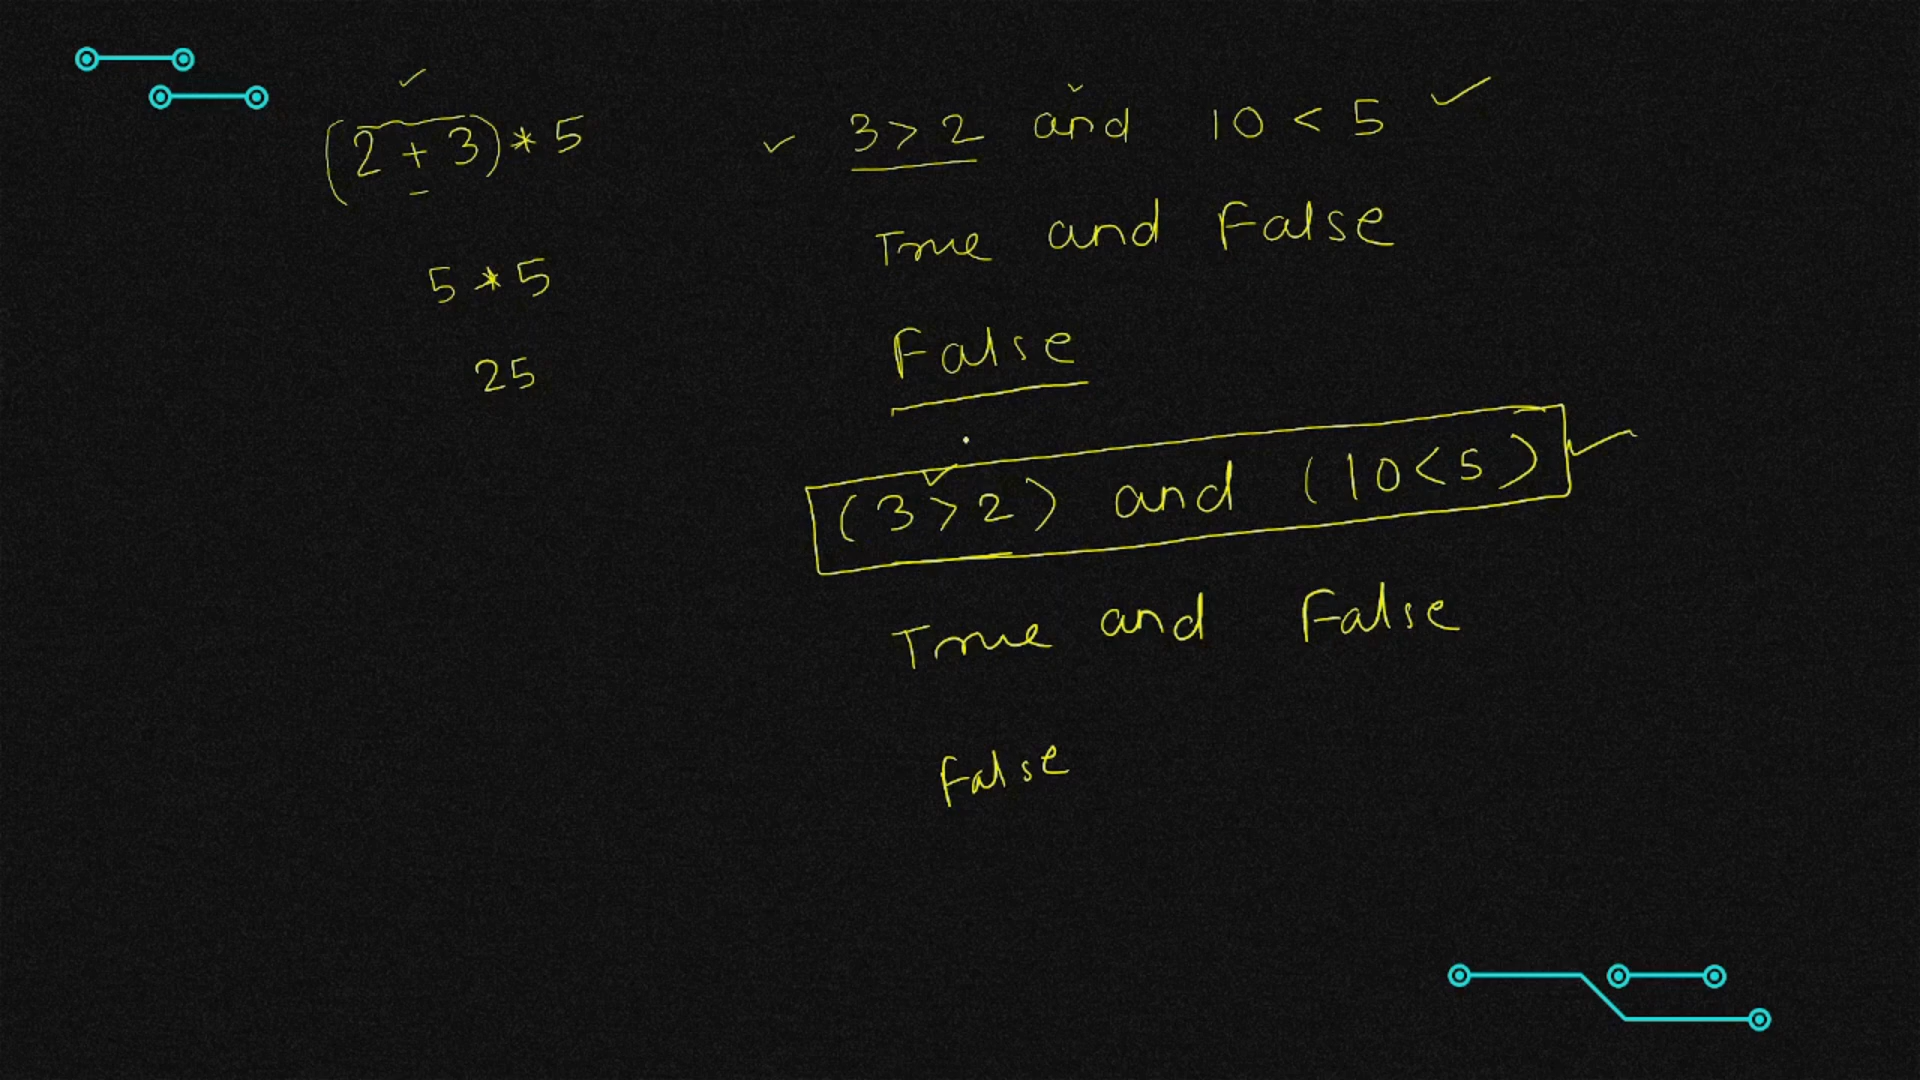 (2 + 3) * 5
5 * 5
25
3 > 2 and 10 < 5
True and False
False
(3 > 2) and (10 < 5)
True and False
False